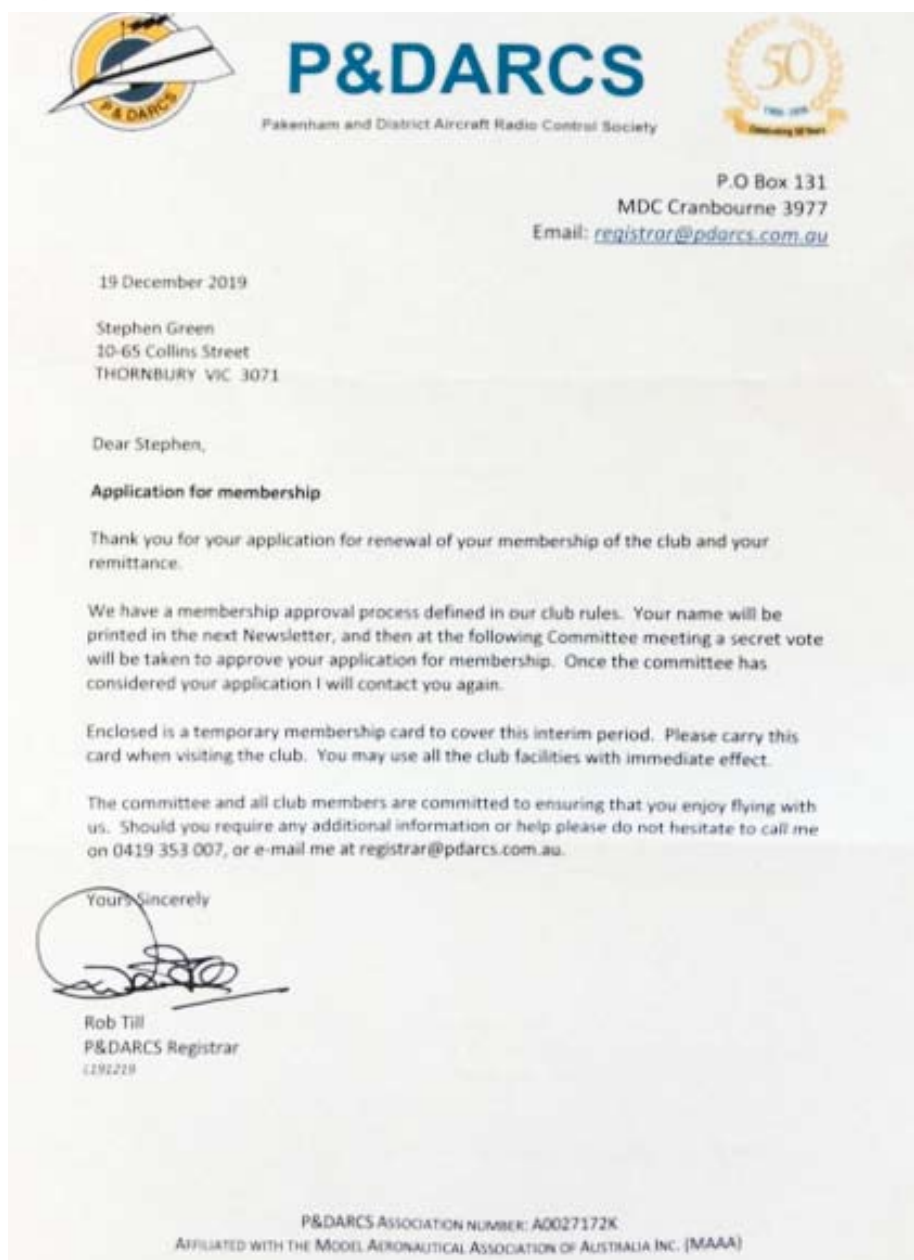 P&DARCS
P & DARCS
50
Celebrating 50 Years
Pakenham and District Aircraft Radio Control Society
P.O Box 131
MDC Cranbourne 3977
Email: registrar@pdarcs.com.au
19 December 2019
Stephen Green
10-65 Collins Street
THORNBURY VIC 3071
Dear Stephen,
Application for membership
Thank you for your application for renewal of your membership of the club and your
remittance.
We have a membership approval process defined in our club rules. Your name will be
printed in the next Newsletter, and then at the following Committee meeting a secret vote
will be taken to approve your application for membership. Once the committee has
considered your application I will contact you again.
Enclosed is a temporary membership card to cover this interim period. Please carry this
card when visiting the club. You may use all the club facilities with immediate effect.
The committee and all club members are committed to ensuring that you enjoy flying with
us. Should you require any additional information or help please do not hesitate to call me
on 0419 353 007, or e-mail me at registrar@pdarcs.com.au.
Yours Sincerely
Rob Till
P&DARCS Registrar
L191219
P&DARCS ASSOCIATION NUMBER: A0027172K
AFFILIATED WITH THE MODEL AERONAUTICAL ASSOCIATION OF AUSTRALIA INC. (MAAA)